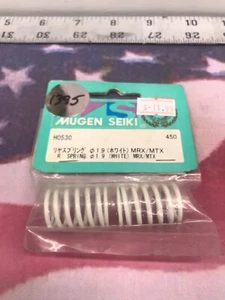 1395
MUGEN SEIKI
H0530
450
リヤスプリング φ1.9 (ホワイト) MRX/MTX
R SPRING φ1.9 (WHITE) MRX/MTX